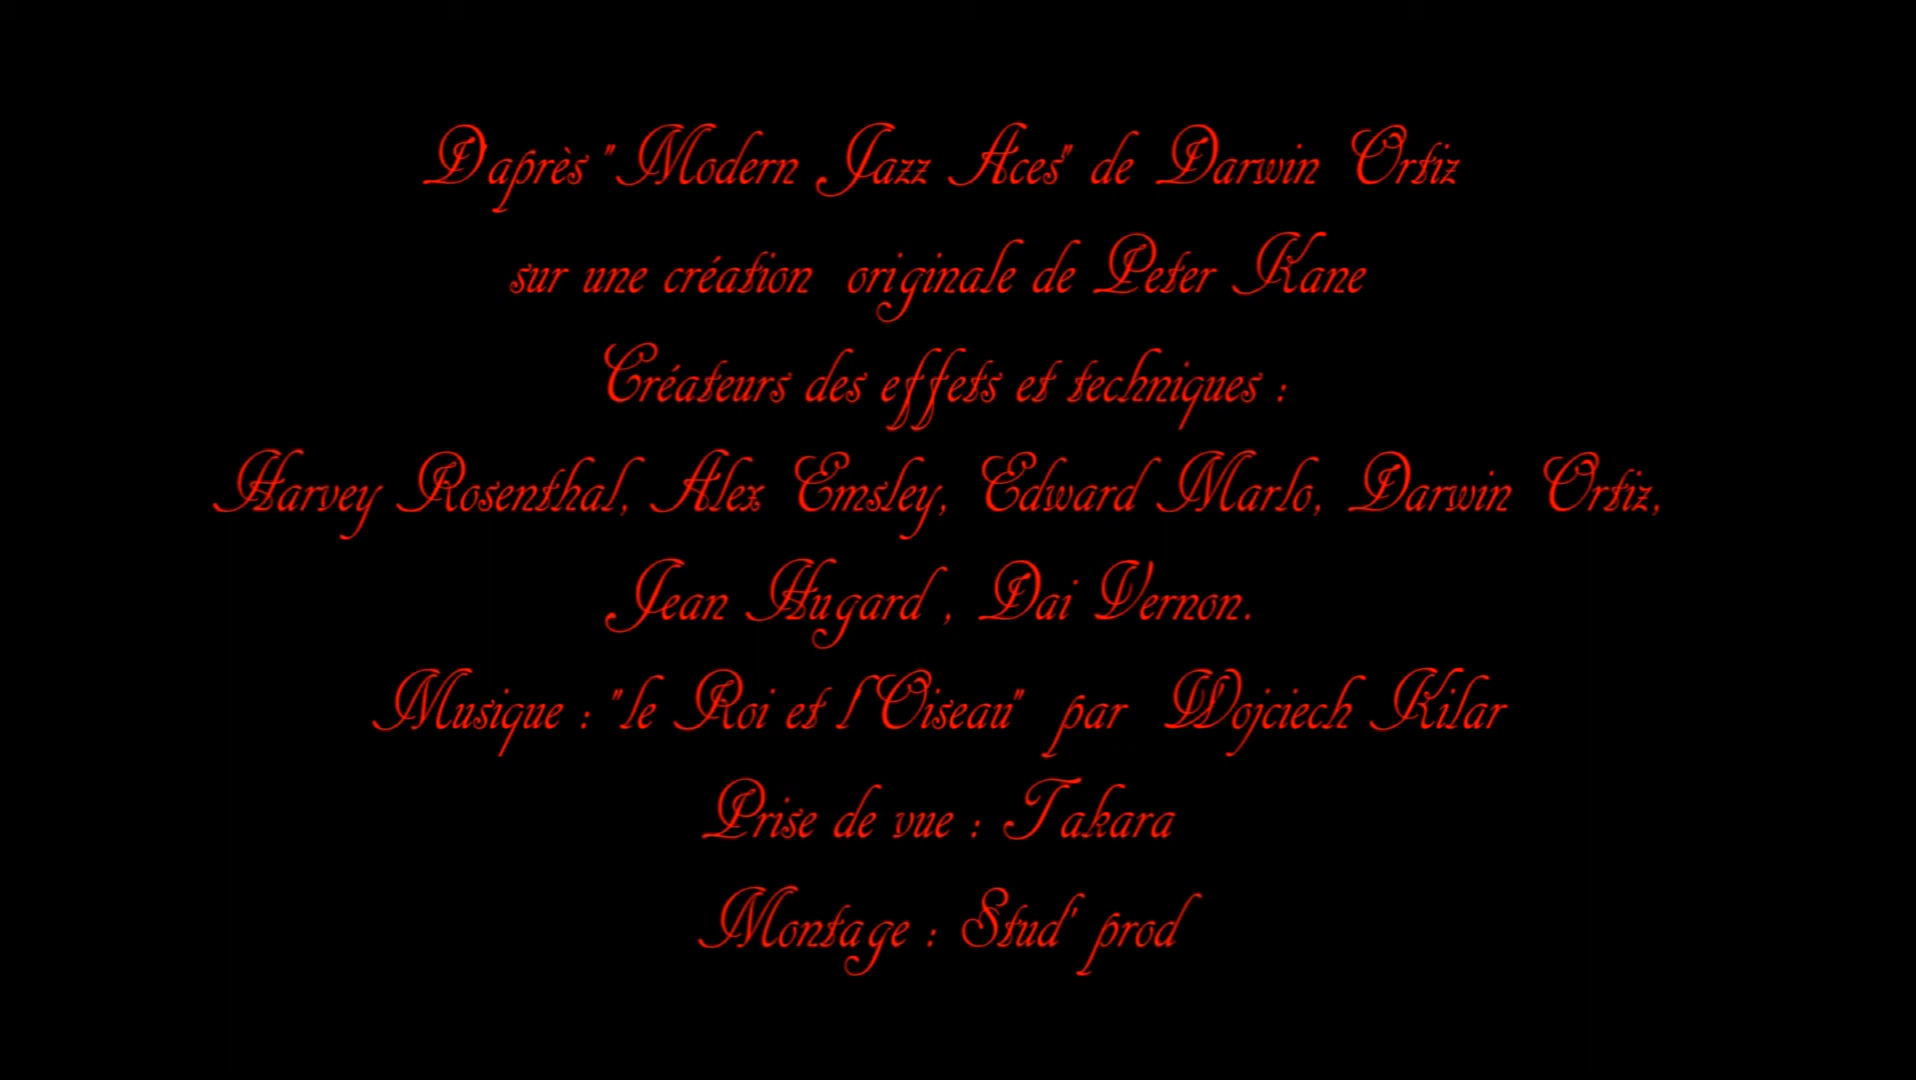 D'après "Modern Jazz Aces" de Darwin Ortiz
sur une création originale de Peter Kane
Créateurs des effets et techniques :
Harvey Rosenthal, Alex Emsley, Edward Marlo, Darwin Ortiz,
Jean Hugard , Dai Vernon.
Musique : "le Roi et l'Oiseau" par Wojciech Kilar
Prise de vue : Takara
Montage : Stud' prod